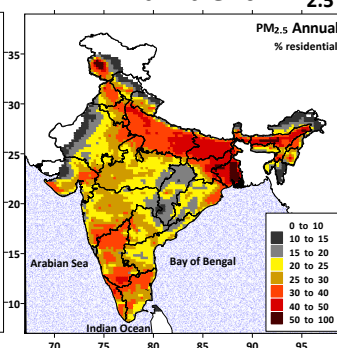 2.5
PM2.5 Annual
% residential
35
30
25
20
15
10
Arabian Sea
Bay of Bengal
Indian Ocean
0 to 10
10 to 15
15 to 20
20 to 25
25 to 30
30 to 40
40 to 50
50 to 100
70 75 80 85 90 95